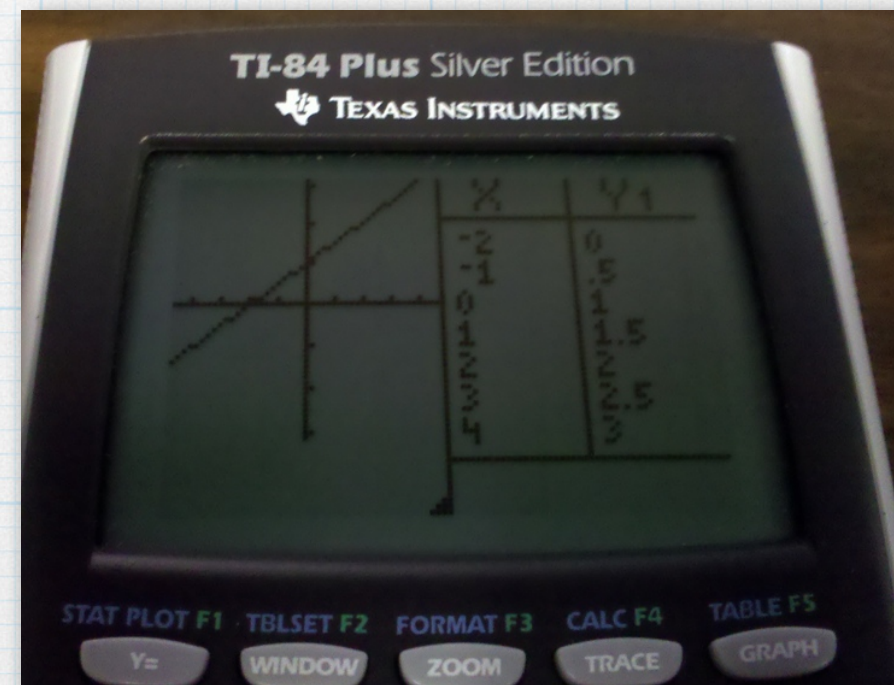 TI-84 Plus Silver Edition
TEXAS INSTRUMENTS
X Y1
-2 0
-1 .5
0 1
1 1.5
2 2
3 2.5
4 3
STAT PLOT F1 TBLSET F2 FORMAT F3 CALC F4 TABLE F5
Y= WINDOW ZOOM TRACE GRAPH